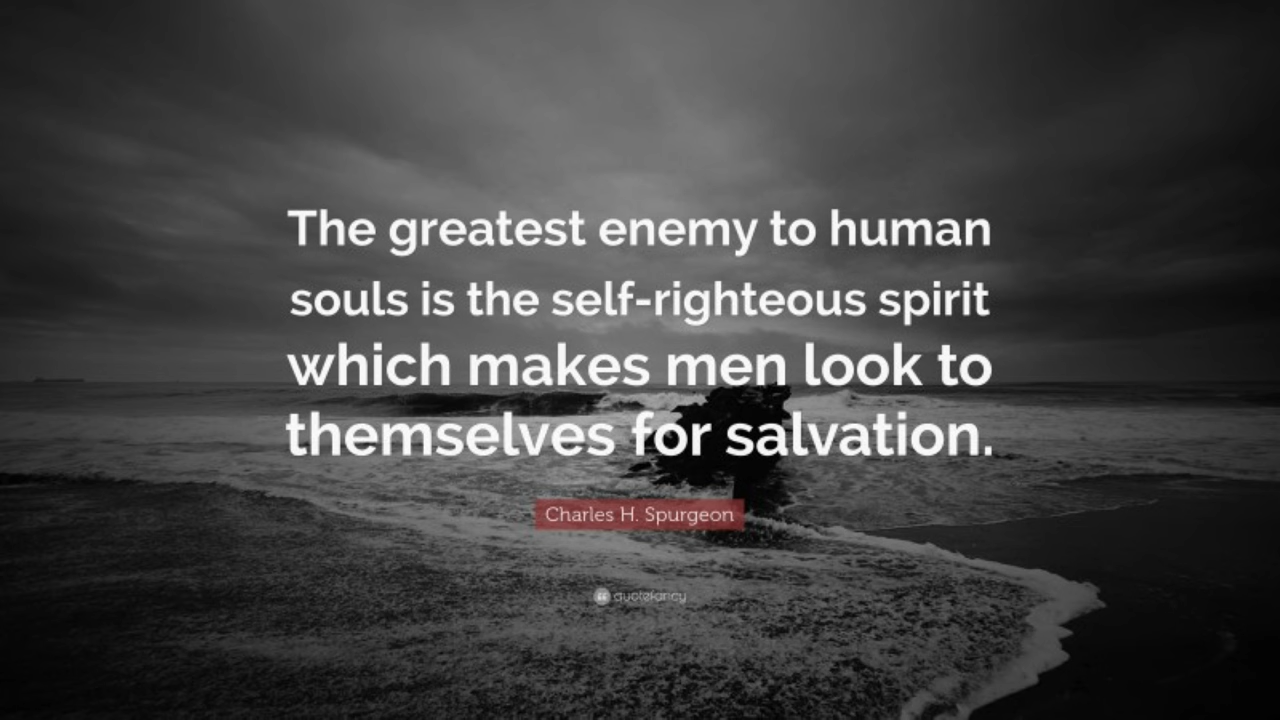 The greatest enemy to human
souls is the self-righteous spirit
which makes men look to
themselves for salvation.
Charles H. Spurgeon
quotefancy